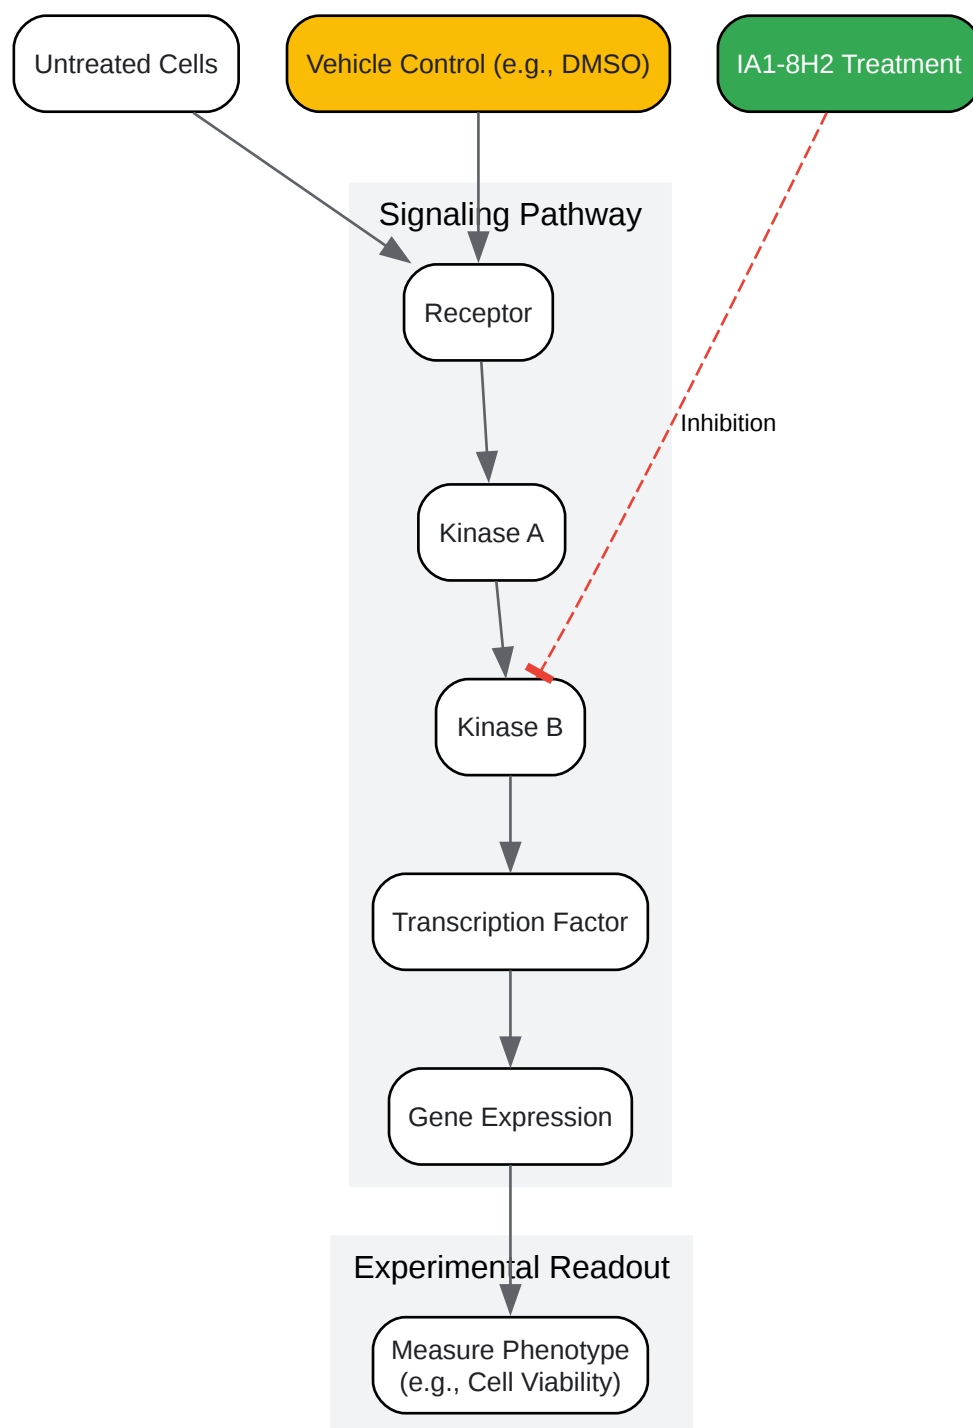 Untreated Cells
Vehicle Control (e.g., DMSO)
IA1-8H2 Treatment
Signaling Pathway
Receptor
Inhibition
Kinase A
Kinase B
Transcription Factor
Gene Expression
Experimental Readout
Measure Phenotype
(e.g., Cell Viability)